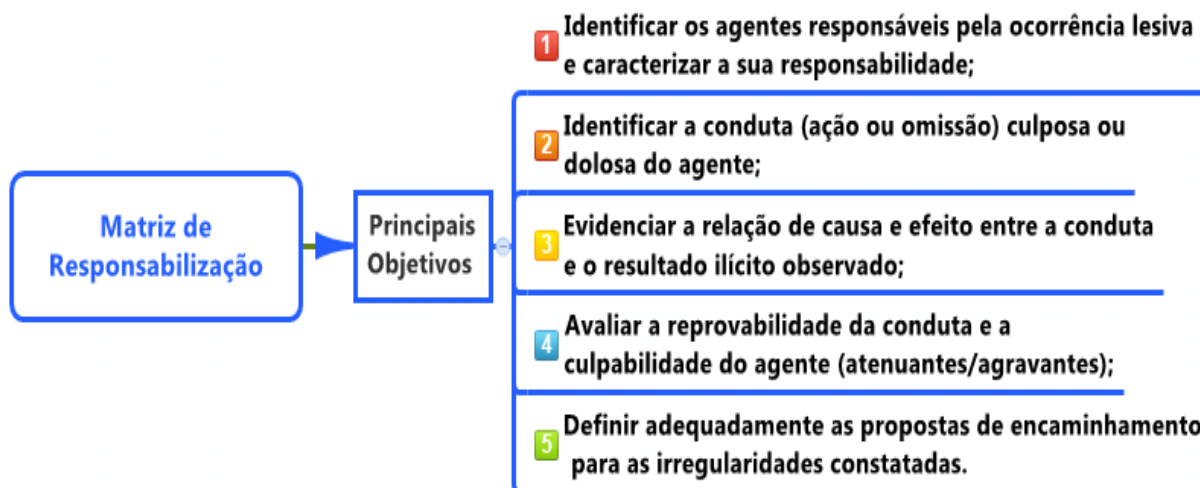 Matriz de
Responsabilização
Principais
Objetivos
1
Identificar os agentes responsáveis pela ocorrência lesiva
e caracterizar a sua responsabilidade;
2
Identificar a conduta (ação ou omissão) culposa ou
dolosa do agente;
3
Evidenciar a relação de causa e efeito entre a conduta
e o resultado ilícito observado;
4
Avaliar a reprovabilidade da conduta e a
culpabilidade do agente (atenuantes/agravantes);
5
Definir adequadamente as propostas de encaminhamento
para as irregularidades constatadas.